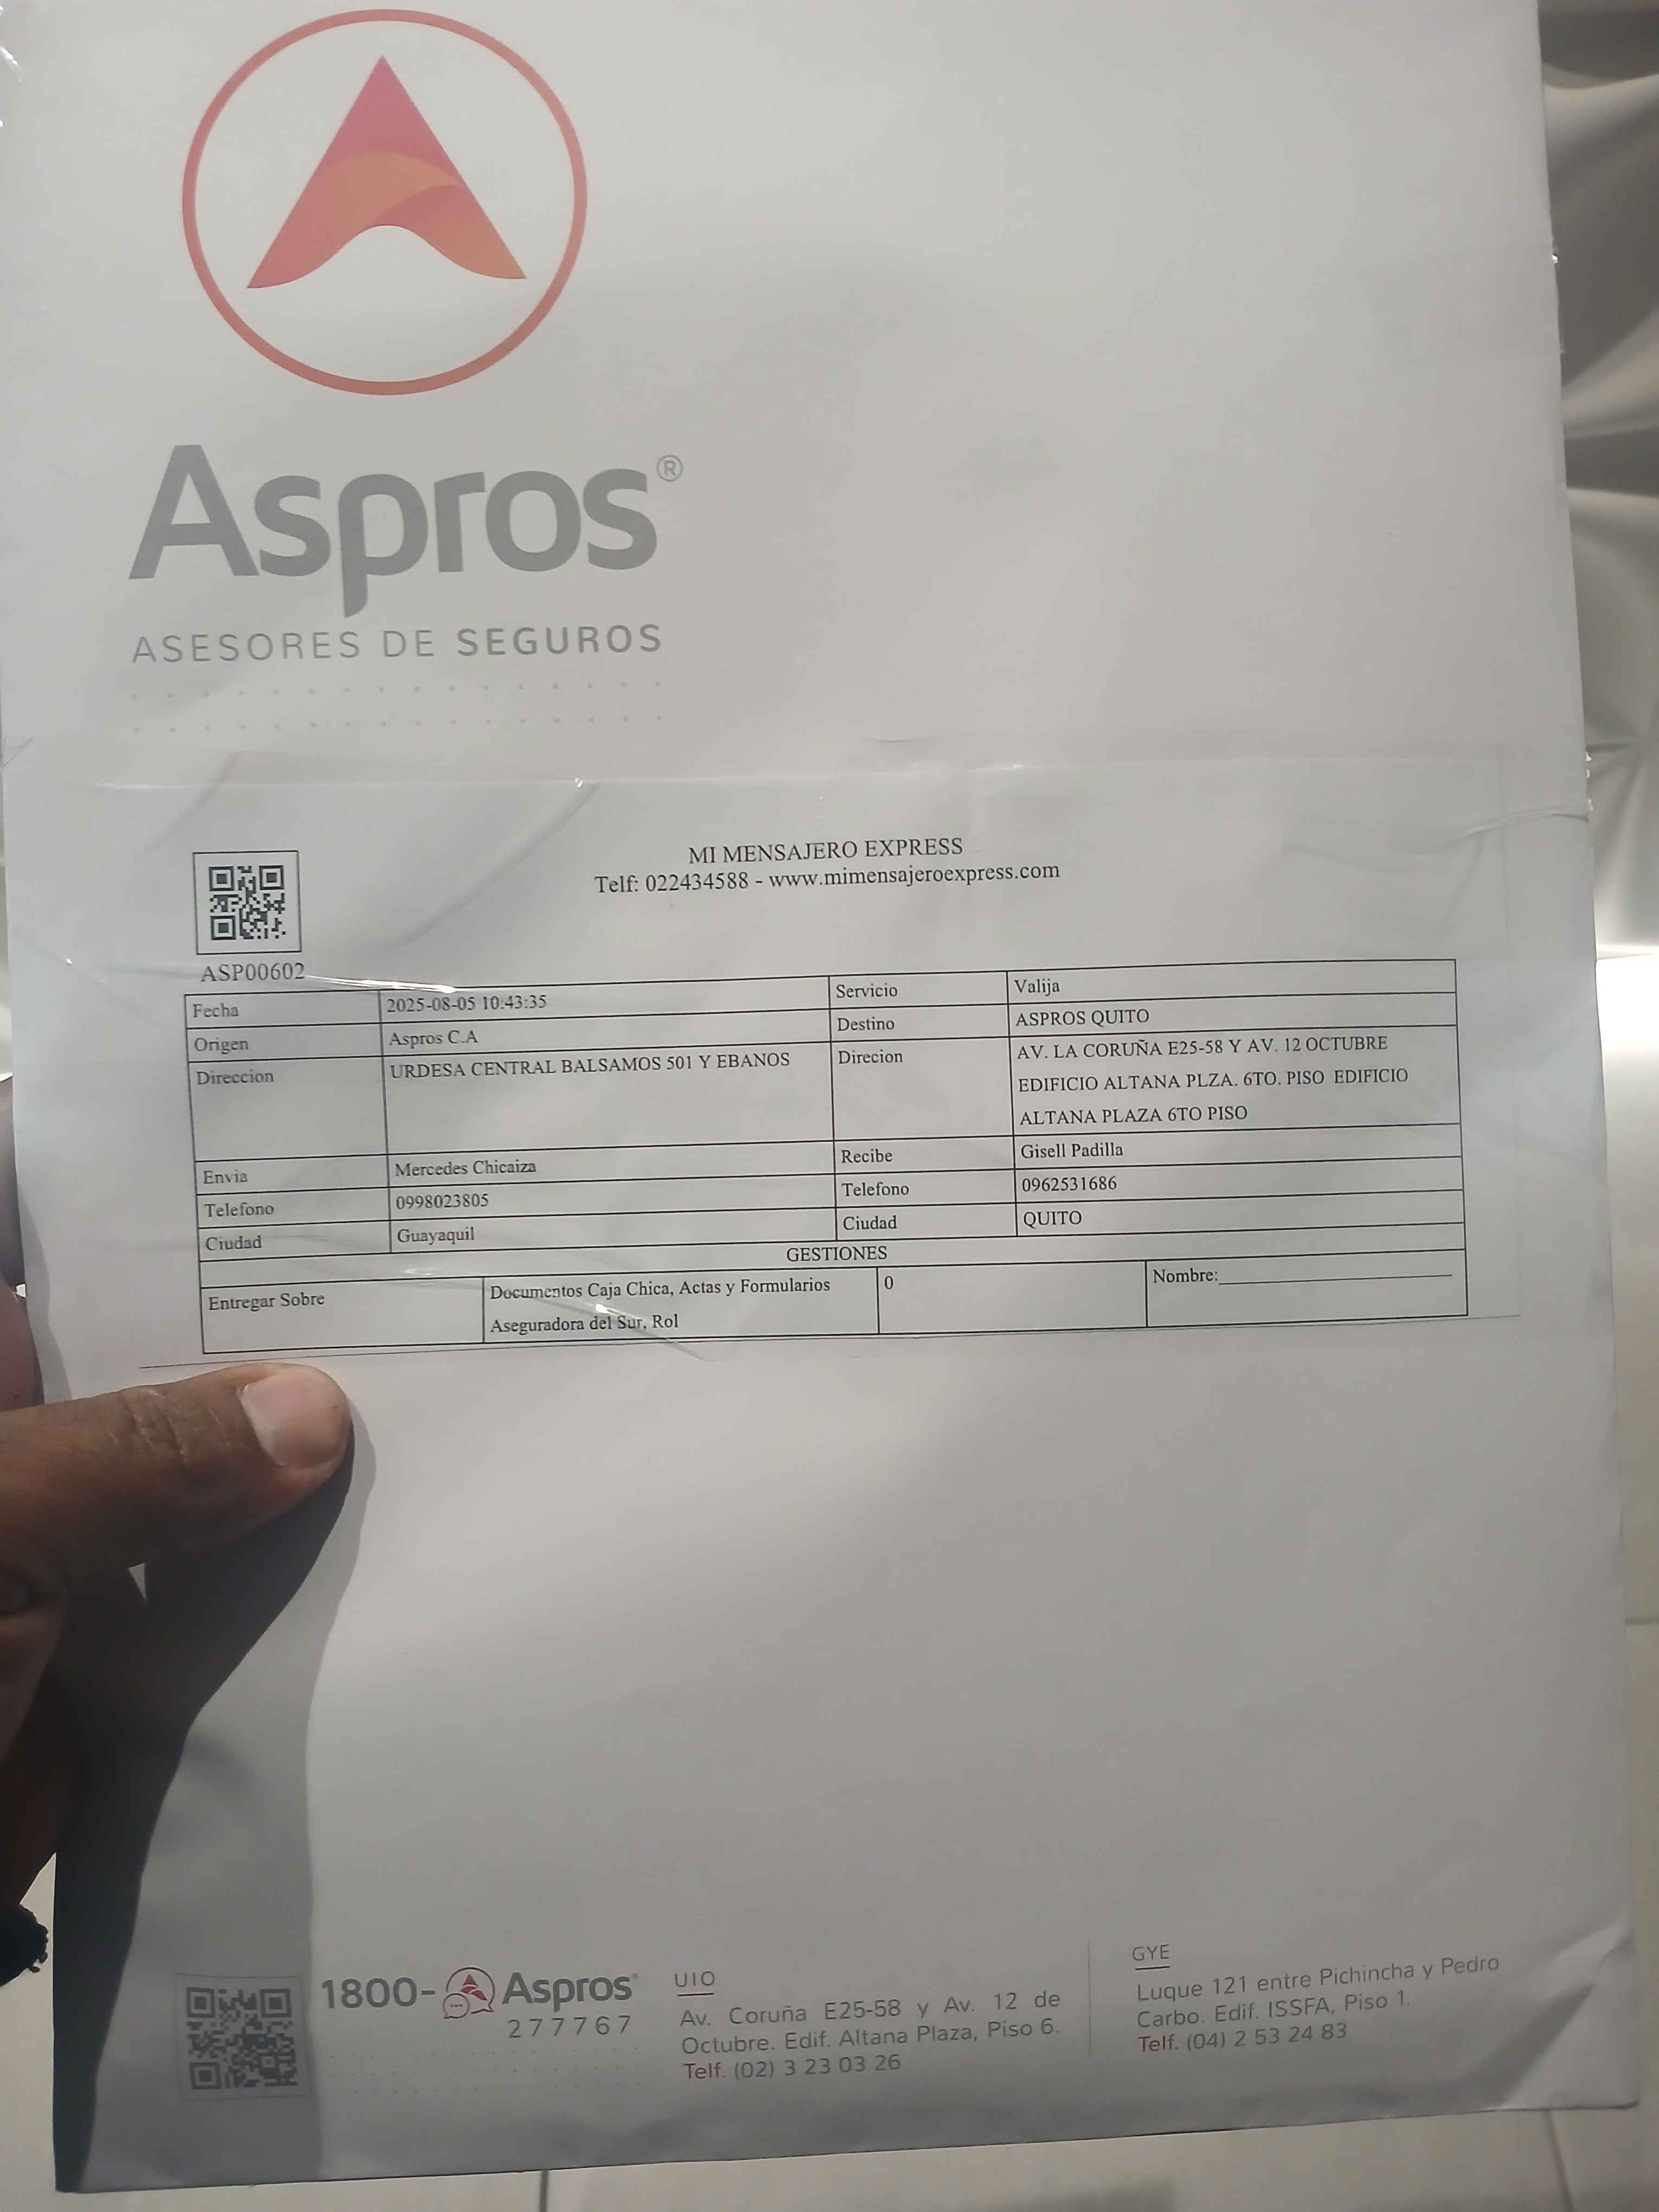 Aspros®
ASESORES DE SEGUROS
MI MENSAJERO EXPRESS
Telf: 022434588 - www.mimensajeroexpress.com
ASP00602
Fecha 2025-08-05 10:43:35 Servicio Valija
Origen Aspros C.A Destino ASPROS QUITO
Direccion URDESA CENTRAL BALSAMOS 501 Y EBANOS Direcion AV. LA CORUÑA E25-58 Y AV. 12 OCTUBRE
EDIFICIO ALTANA PLZA. 6TO. PISO EDIFICIO
ALTANA PLAZA 6TO PISO
Envia Mercedes Chicaiza Recibe Gisell Padilla
Telefono 0998023805 Telefono 0962531686
Ciudad Guayaquil Ciudad QUITO
GESTIONES
Entregar Sobre Documentos Caja Chica, Actas y Formularios 0 Nombre:
Aseguradora del Sur, Rol
1800-Aspros
277767
UIO
Av. Coruña E25-58 y Av. 12 de
Octubre. Edif. Altana Plaza, Piso 6.
Telf. (02) 3 23 03 26
GYE
Luque 121 entre Pichincha y Pedro
Carbo. Edif. ISSFA, Piso 1.
Telf. (04) 2 53 24 83